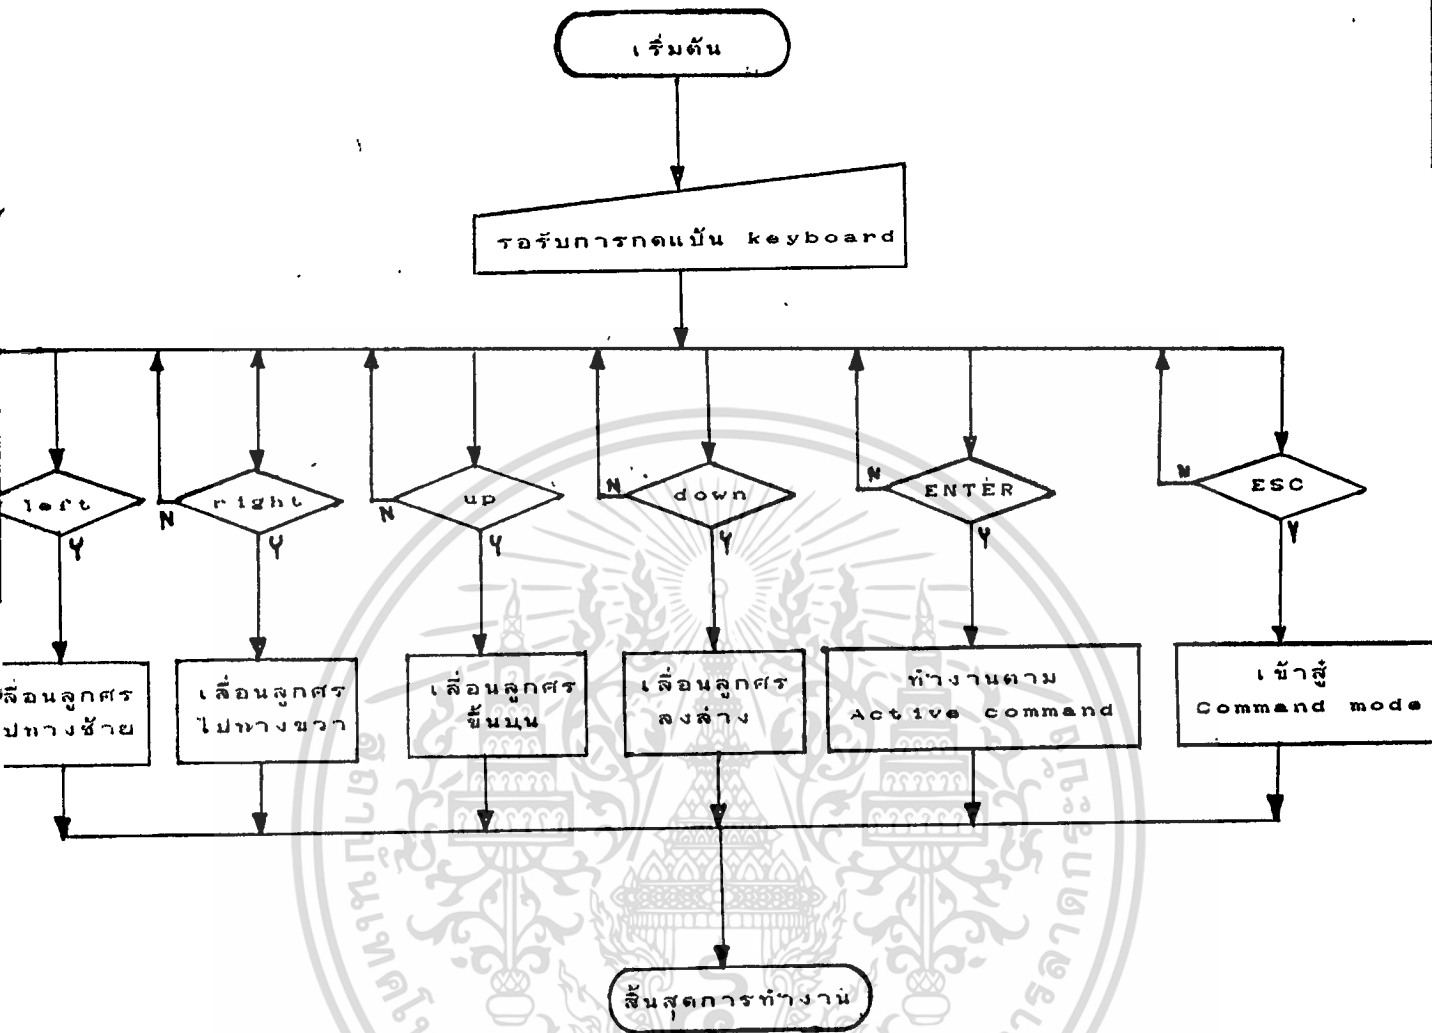 เริ่มต้น
รอรับการกดแป้น keyboard
left
right
up
down
ENTER
ESC
N
N
N
N
N
Y
Y
Y
Y
Y
Y
ลื่อนลูกศร
ปทางซ้าย
เลื่อนลูกศร
ไปทางขวา
เลื่อนลูกศร
ขึ้นบน
เลื่อนลูกศร
ลงล่าง
ทำงานตาม
Active command
เข้าสู่
Command mode
สิ้นสุดการทำงาน